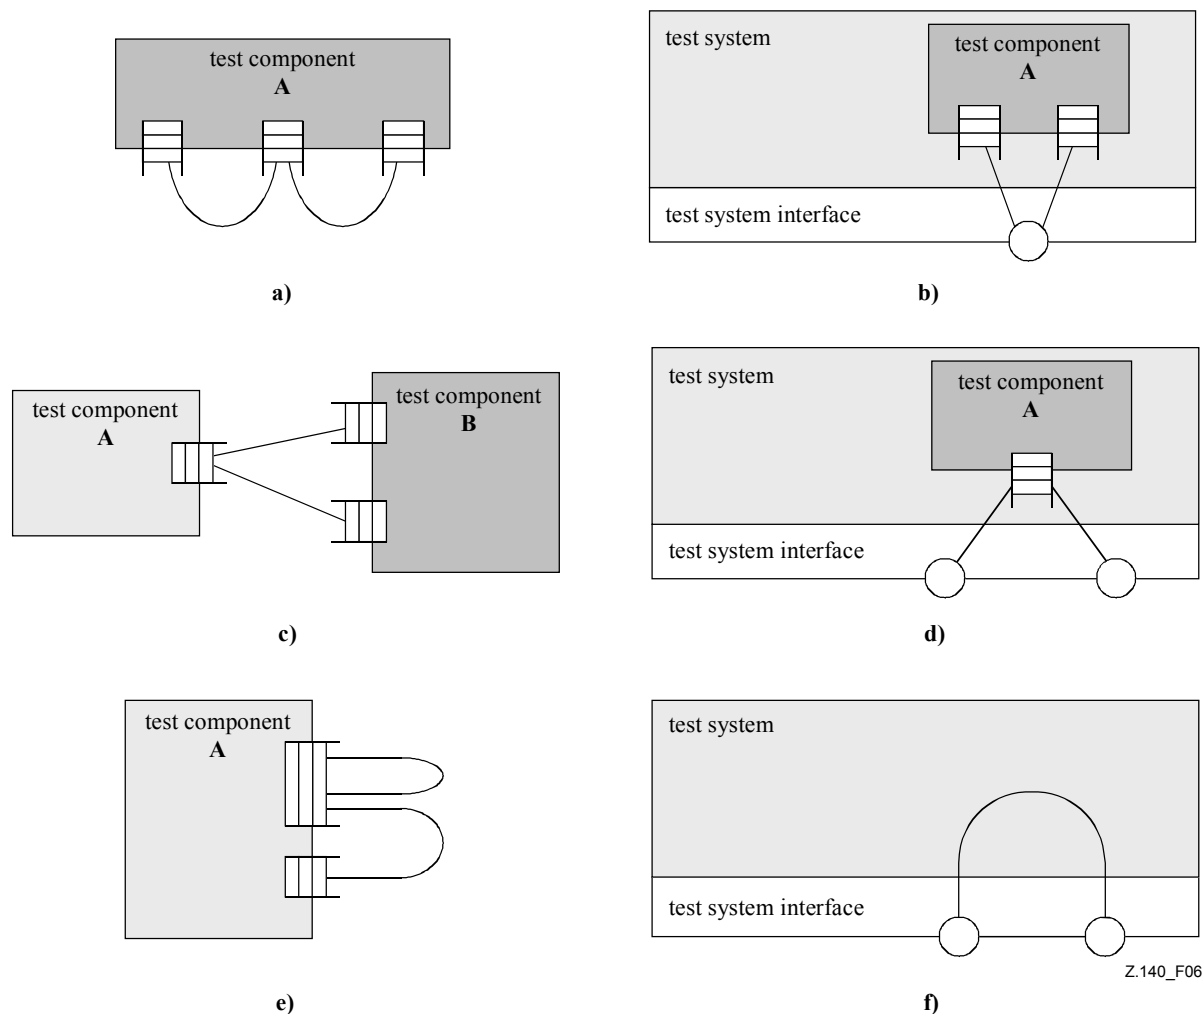 test component
A
a)
test system
test component
A
test system interface
b)
test component
A
test component
B
c)
test system
test component
A
test system interface
d)
test component
A
e)
test system
test system interface
Z.140_F06
f)